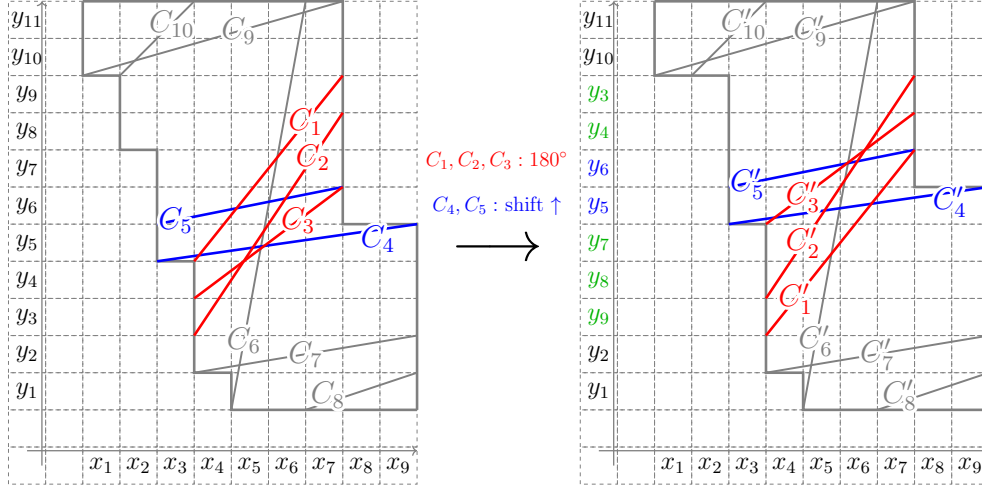 y₁₁ C₁₀ C₉ y₁₁ C′₁₀ C′₉
y₁₀ y₁₀
y₉ y₃
y₈ C₁ y₄
C₂
y₇ C₁, C₂, C₃ : 180° y₆
y₆ C₅ C₃ C₄, C₅ : shift ↑ y₅ C′₅ C′₃ C′₄
y₅ C₄ y₇ C′₂
y₄ y₈ C′₁
y₃ C₆ y₉ C′₆
y₂ C₇ y₂ C′₇
y₁ C₈ y₁ C′₈
x₁ x₂ x₃ x₄ x₅ x₆ x₇ x₈ x₉ x₁ x₂ x₃ x₄ x₅ x₆ x₇ x₈ x₉